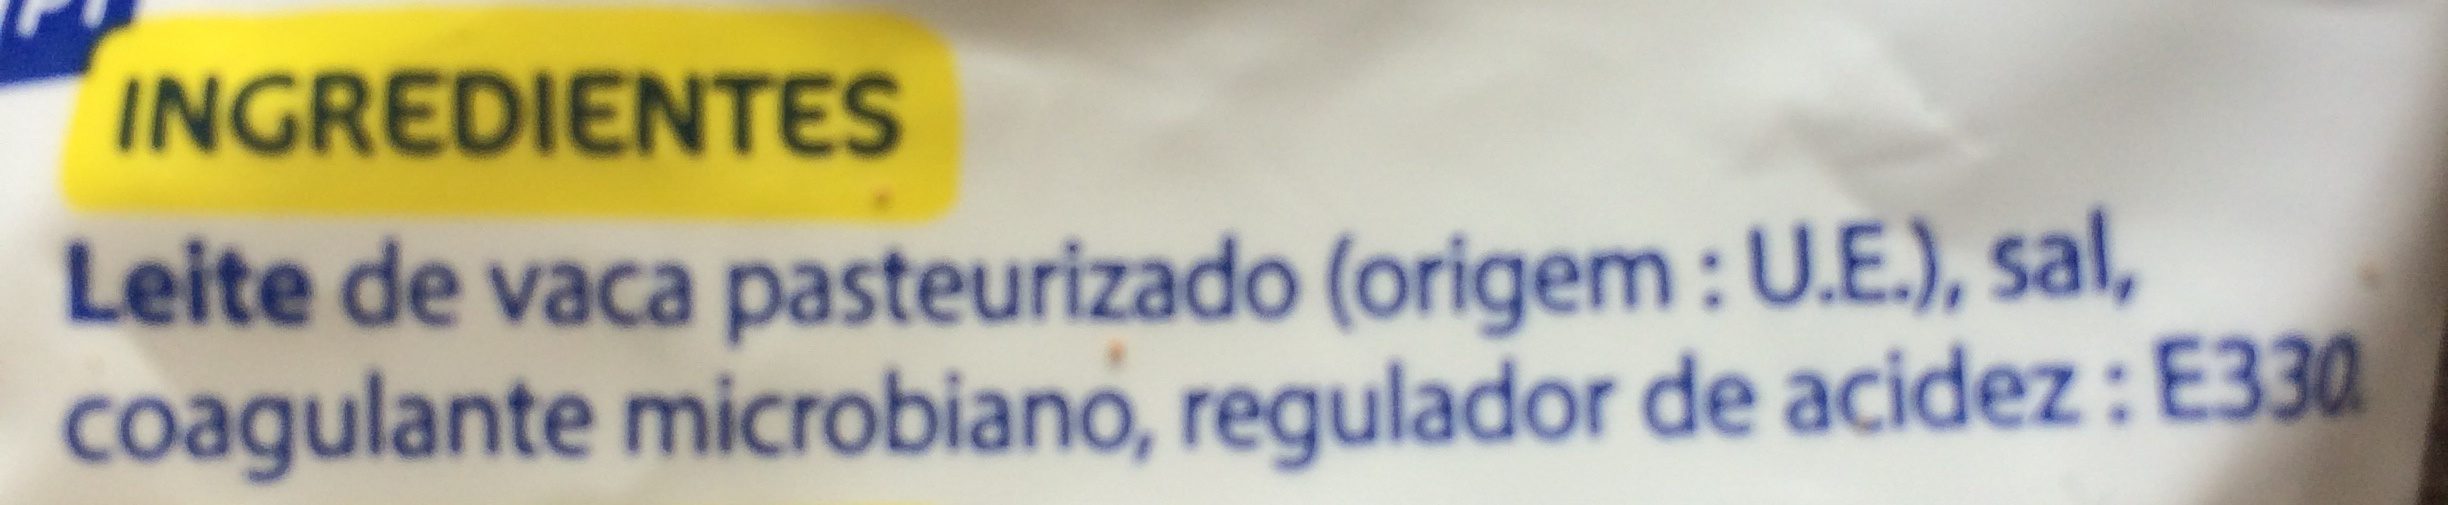 INGREDIENTES
Leite de vaca pasteurizado (origem : U.E.), sal,
coagulante microbiano, regulador de acidez : E330.